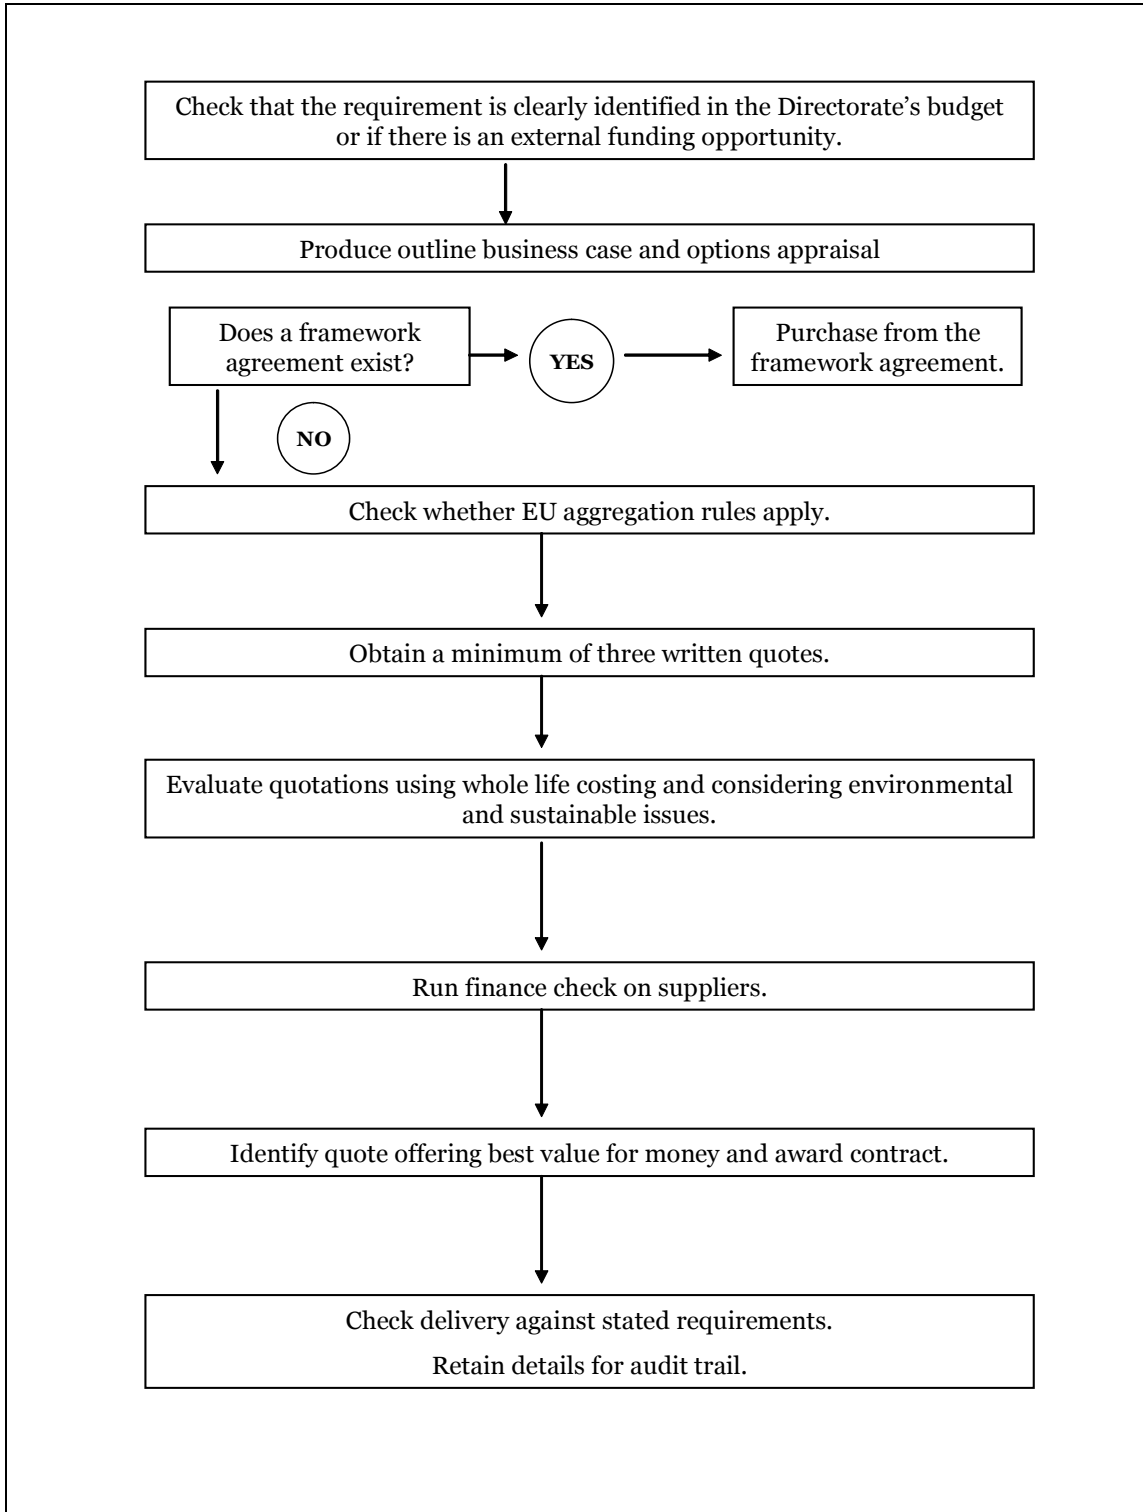 Check that the requirement is clearly identified in the Directorate’s budget
or if there is an external funding opportunity.
Produce outline business case and options appraisal
Does a framework
agreement exist?
YES
Purchase from the
framework agreement.
NO
Check whether EU aggregation rules apply.
Obtain a minimum of three written quotes.
Evaluate quotations using whole life costing and considering environmental
and sustainable issues.
Run finance check on suppliers.
Identify quote offering best value for money and award contract.
Check delivery against stated requirements.
Retain details for audit trail.